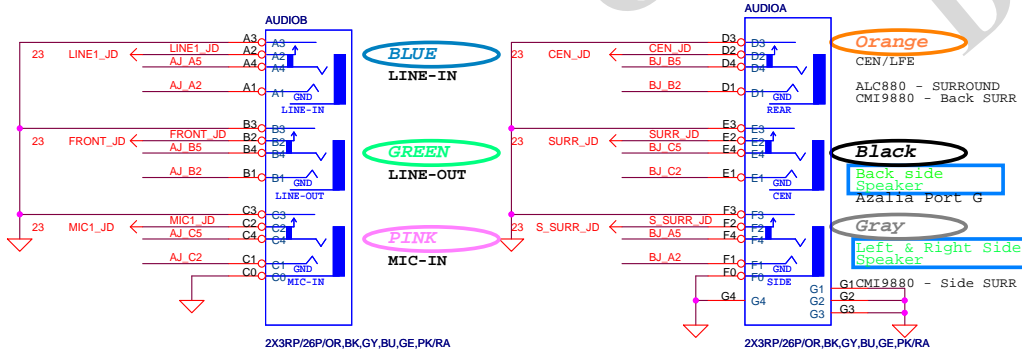 AUDIOB
A3 A3
23 LINE1_JD LINE1_JD A2 A2
AJ_A5 A4 A4
AJ_A2 A1 A1
GND
LINE-IN
BLUE
LINE-IN
B3 B3
23 FRONT_JD FRONT_JD B2 B2
AJ_B5 B4 B4
AJ_B2 B1 B1
GND
LINE-OUT
GREEN
LINE-OUT
C3 C3
23 MIC1_JD MIC1_JD C2 C2
AJ_C5 C4 C4
AJ_C2 C1 C1
C0 C0
GND
MIC-IN
PINK
MIC-IN
2X3RP/26P/OR,BK,GY,BU,GE,PK/RA
AUDIOA
D3 D3
23 CEN_JD CEN_JD D2 D2
BJ_B5 D4 D4
BJ_B2 D1 D1
GND
REAR
Orange
CEN/LFE
ALC880 - SURROUND
CMI9880 - Back SURR
E3 E3
23 SURR_JD SURR_JD E2 E2
BJ_C5 E4 E4
BJ_C2 E1 E1
GND
CEN
Black
Back side
Speaker
Azalia Port G
F3 F3
23 S_SURR_JD S_SURR_JD F2 F2
BJ_A5 F4 F4
BJ_A2 F1 F1
F0 F0
GND
SIDE
Gray
Left & Right Side
Speaker
CMI9880 - Side SURR
G4 G4
G1 G1
G2 G2
G3 G3
2X3RP/26P/OR,BK,GY,BU,GE,PK/RA